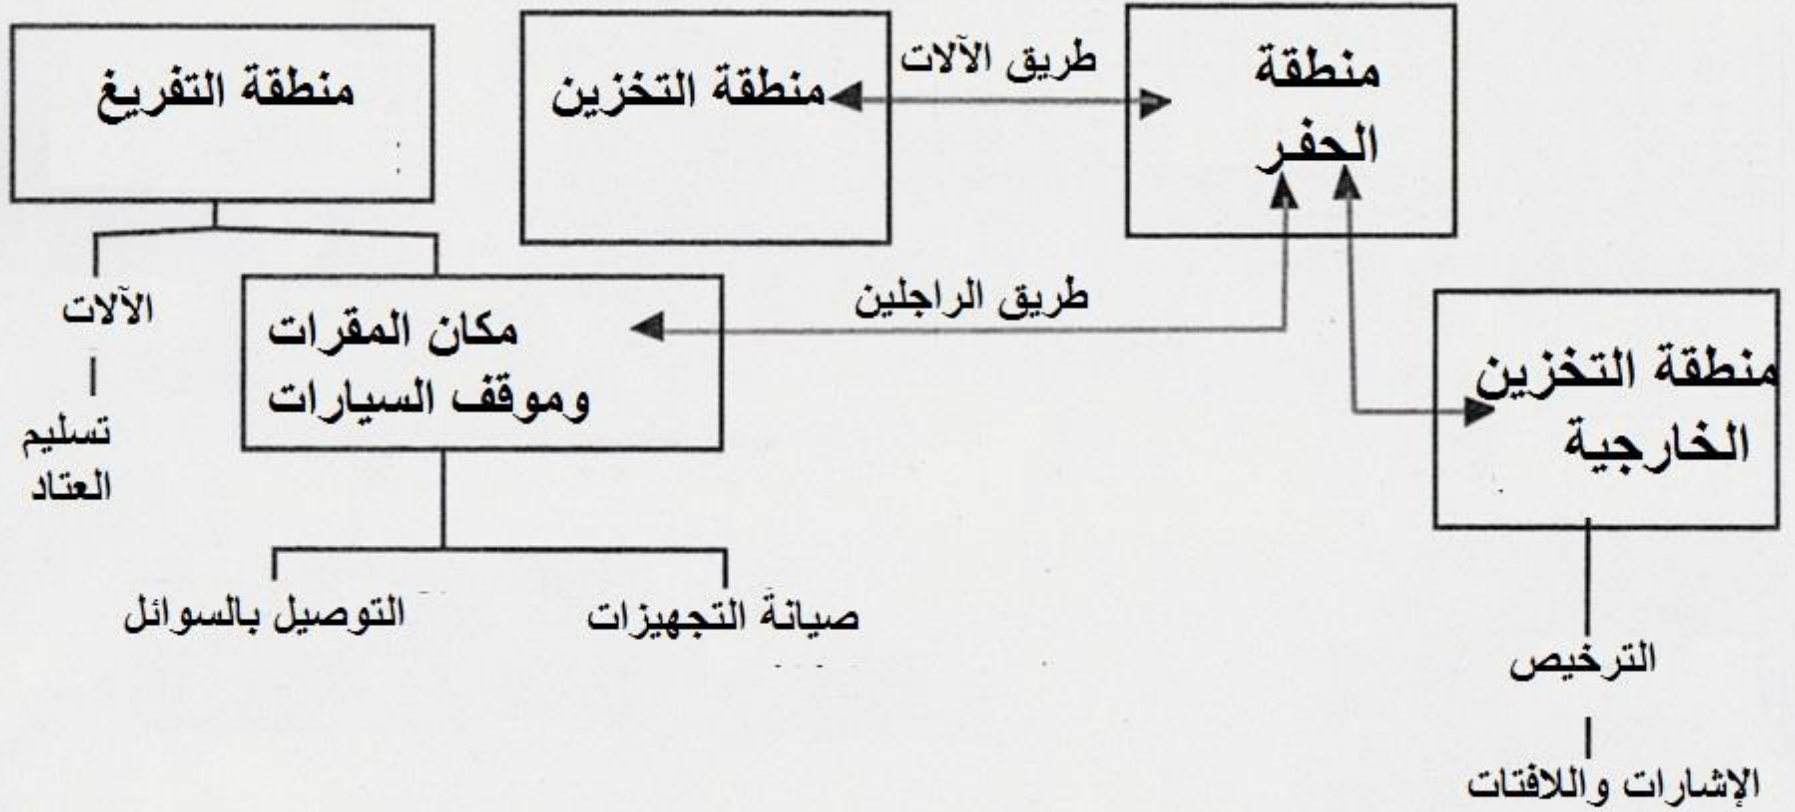 منطقة
الحفر
طريق الآلات
منطقة التخزين
منطقة التفريغ
طريق الراجلين
مكان المقرات
وموقف السيارات
الآلات
تسليم
العتاد
منطقة التخزين
الخارجية
صيانة التجهيزات
التوصيل بالسوائل
الترخيص
الإشارات واللافتات